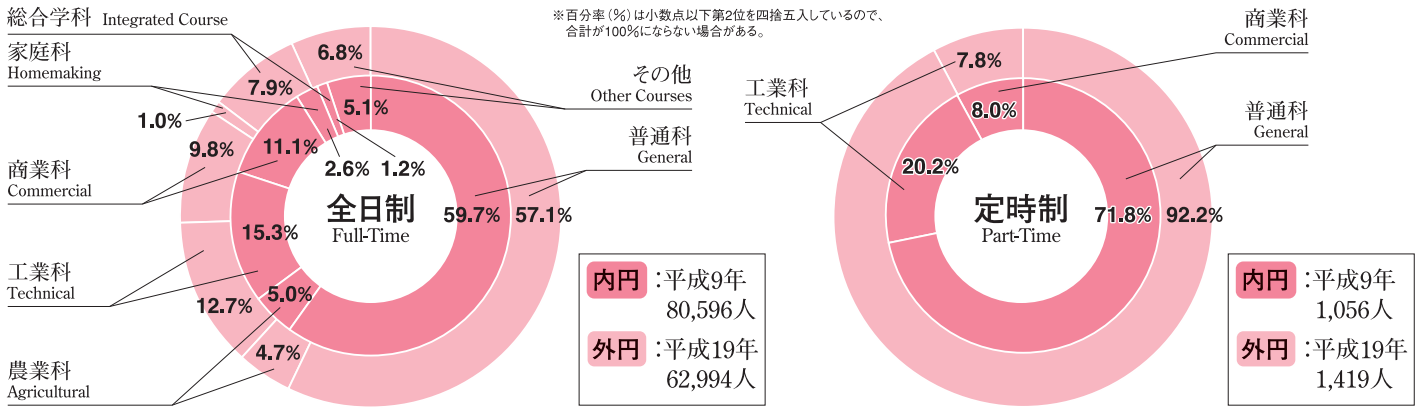 ※百分率（％）は小数点以下第2位を四捨五入しているので、
合計が100％にならない場合がある。
総合学科 Integrated Course
家庭科
Homemaking
商業科
Commercial
工業科
Technical
農業科
Agricultural
その他
Other Courses
普通科
General
6.8%
7.9%
1.0%
9.8%
12.7%
4.7%
57.1%
5.1%
1.2%
2.6%
11.1%
15.3%
5.0%
59.7%
全日制
Full-Time
内円：平成9年
80,596人
外円：平成19年
62,994人
工業科
Technical
商業科
Commercial
普通科
General
7.8%
8.0%
20.2%
71.8%
92.2%
定時制
Part-Time
内円：平成9年
1,056人
外円：平成19年
1,419人